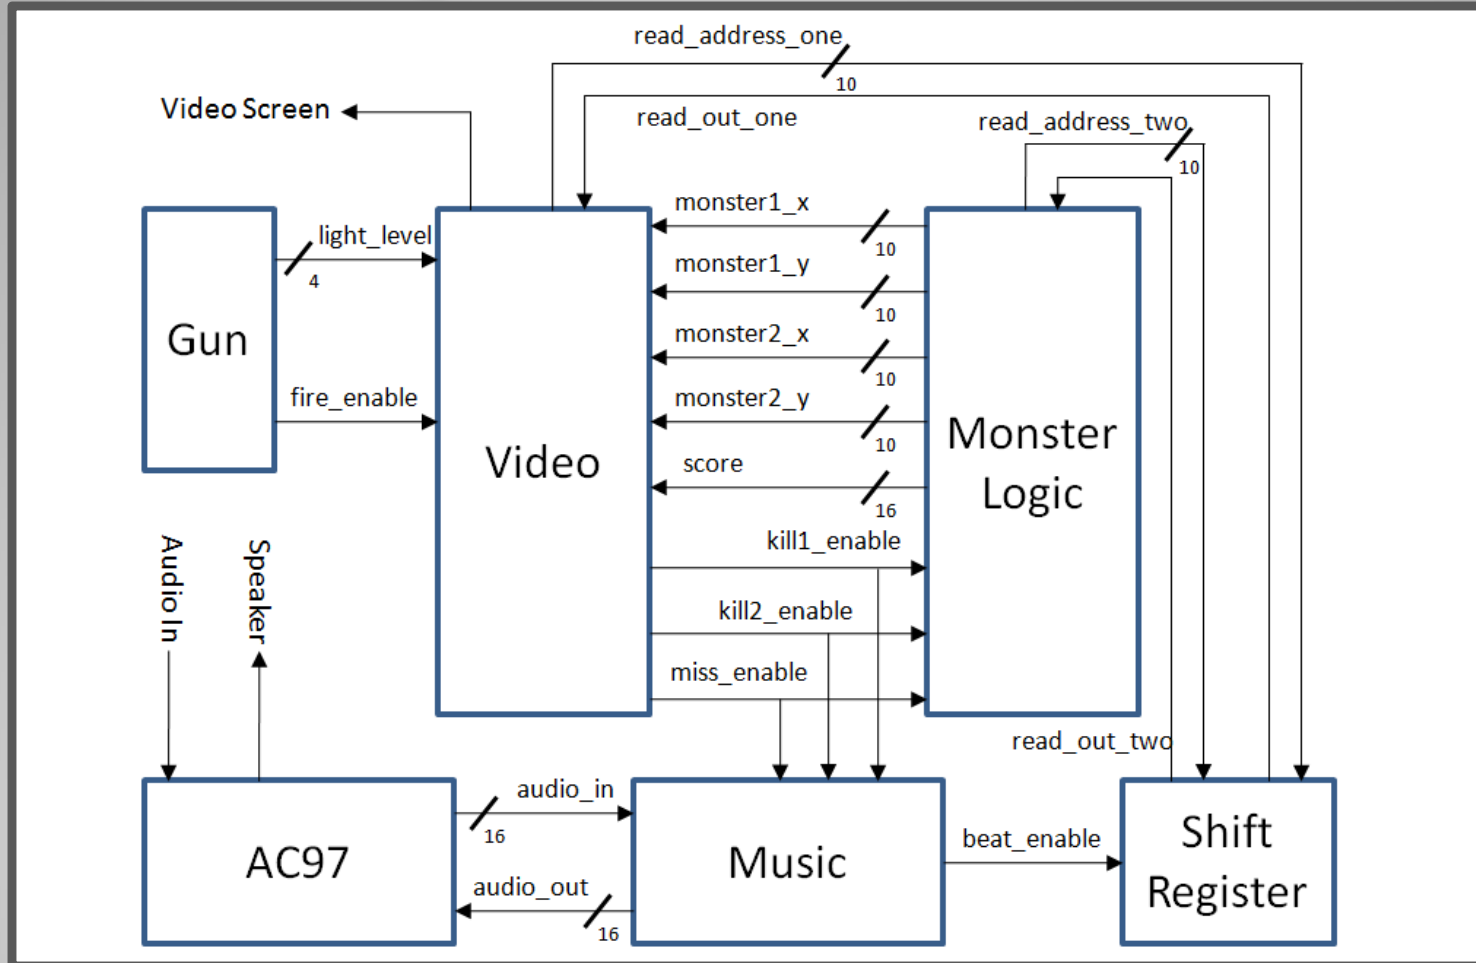 read_address_one
10
Video Screen
read_out_one
read_address_two
10
monster1_x
10
light_level
4
monster1_y
10
Gun
monster2_x
10
fire_enable
monster2_y
10
Video
Monster
Logic
score
16
kill1_enable
Audio In
Speaker
kill2_enable
miss_enable
read_out_two
audio_in
16
AC97
Music
beat_enable
Shift
Register
audio_out
16